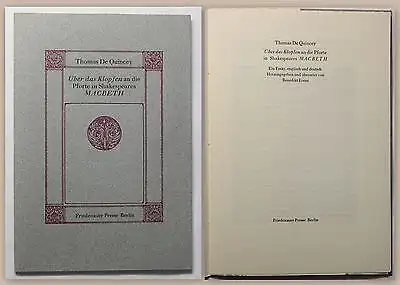 Thomas De Quincey
Über das Klopfen an die
Pforte in Shakespeares
MACBETH
Friedenauer Presse Berlin
Thomas De Quincey
Über das Klopfen an die Pforte
in Shakespeares MACBETH
Ein Essay, englisch und deutsch
Herausgegeben und übersetzt von
Benedikt Erenz
Friedenauer Presse Berlin